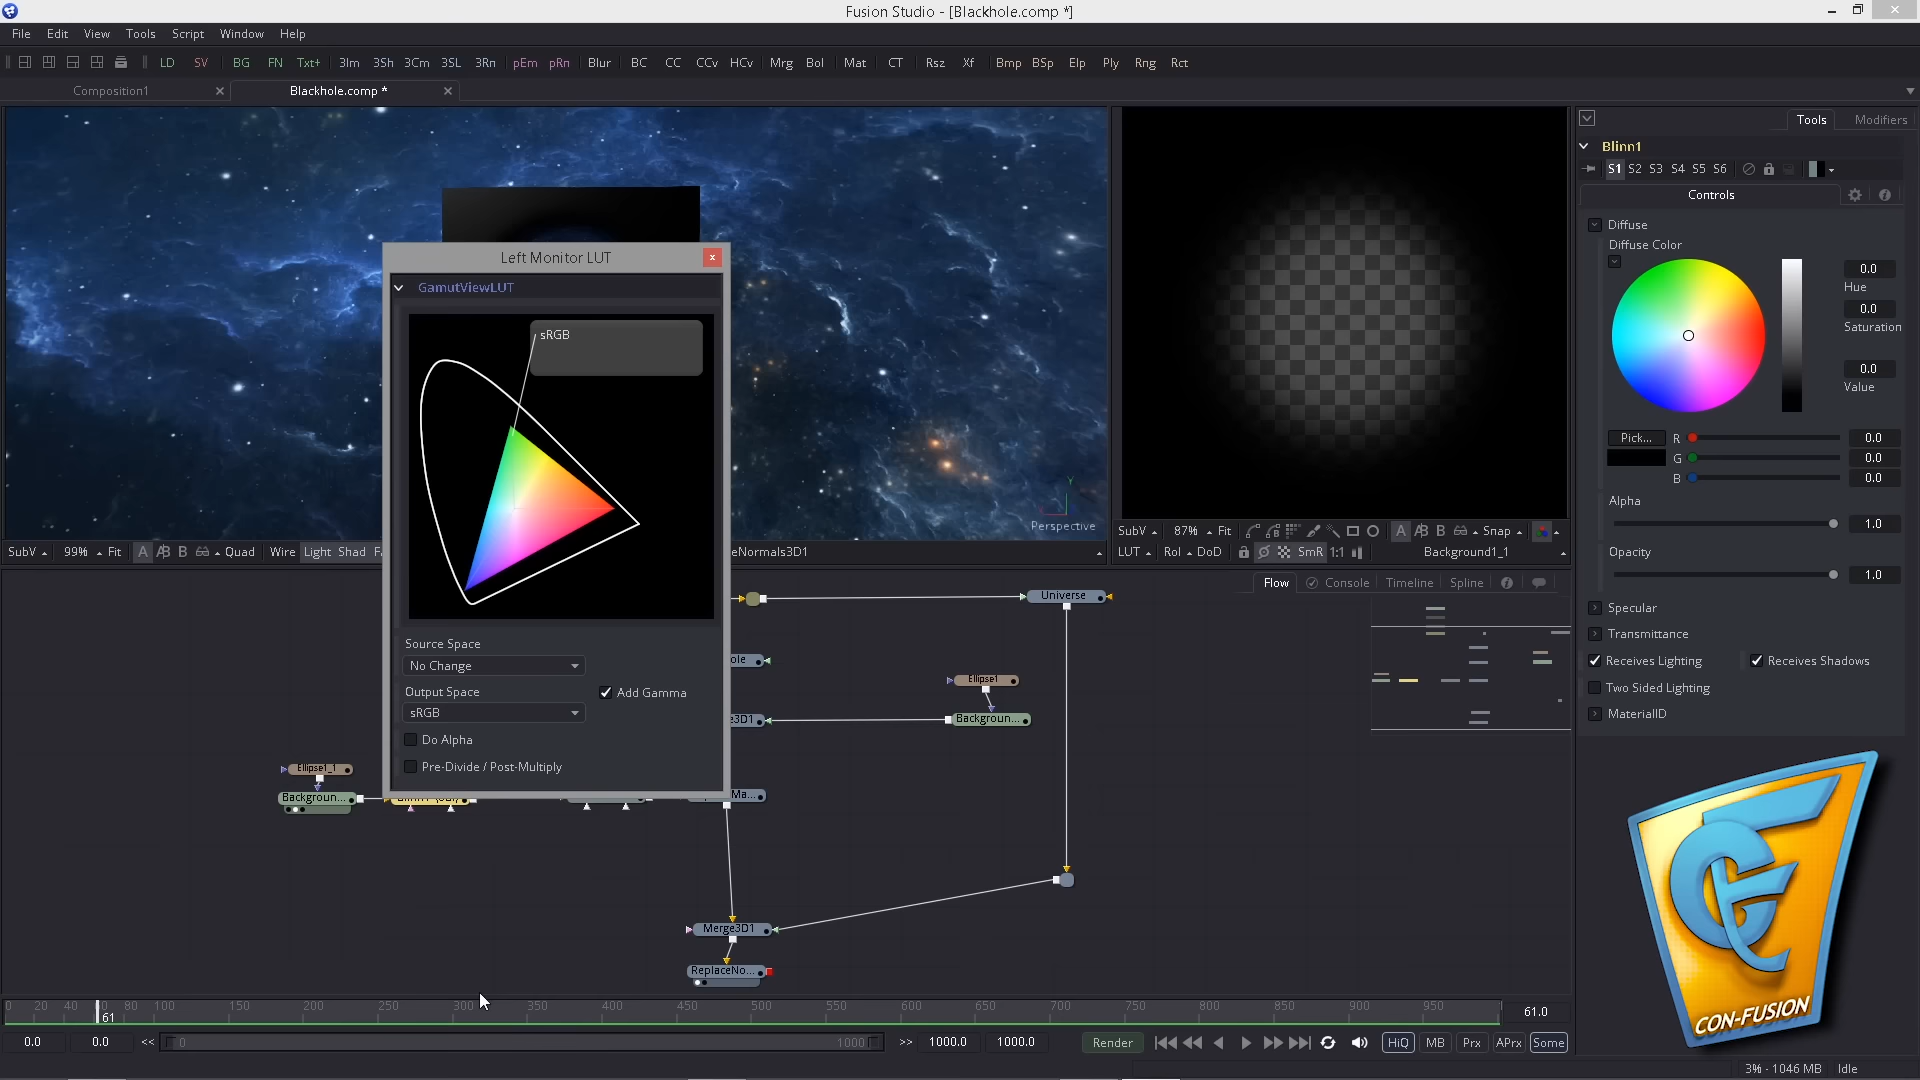 Fusion Studio - [Blackhole.comp *]
File Edit View Tools Script Window Help
LD SV BG FN Txt+ 3Im 3Sh 3Cm 3SL 3Rn pEm pRn Blur BC CC CCv HCv Mrg Bol Mat CT Rsz Xf Bmp BSp Elp Ply Rng Rct
Composition1 Blackhole.comp *
Tools Modifiers
Blinn1
S1 S2 S3 S4 S5 S6
Controls
Diffuse
Diffuse Color
0.0
Hue
0.0
Saturation
0.0
Value
Pick... R 0.0
G 0.0
B 0.0
Alpha
1.0
Opacity
1.0
Specular
Transmittance
Receives Lighting Receives Shadows
Two Sided Lighting
MaterialID
Left Monitor LUT
GamutViewLUT
sRGB
Source Space
No Change
Output Space
Add Gamma
sRGB
Do Alpha
Pre-Divide / Post-Multiply
Y
Perspective
SubV 99% Fit A B Quad Wire Light Shad eNormals3D1
SubV 87% Fit A B Snap
LUT RoI DoD SmR 1:1 Background1_1
Flow Console Timeline Spline
Universe
ole
Ellipse1
e3D1 Backgroun...
Ellipse1_1
Backgroun... Ma...
Merge3D1
ReplaceNo...
0 20 40 60 80 100 150 200 250 300 350 400 450 500 550 600 650 700 750 800 850 900 950
61 61.0
0.0 0.0 << 0 1000 >> 1000.0 1000.0 Render HiQ MB Prx APrx Some
3% - 1046 MB Idle
CON-FUSION